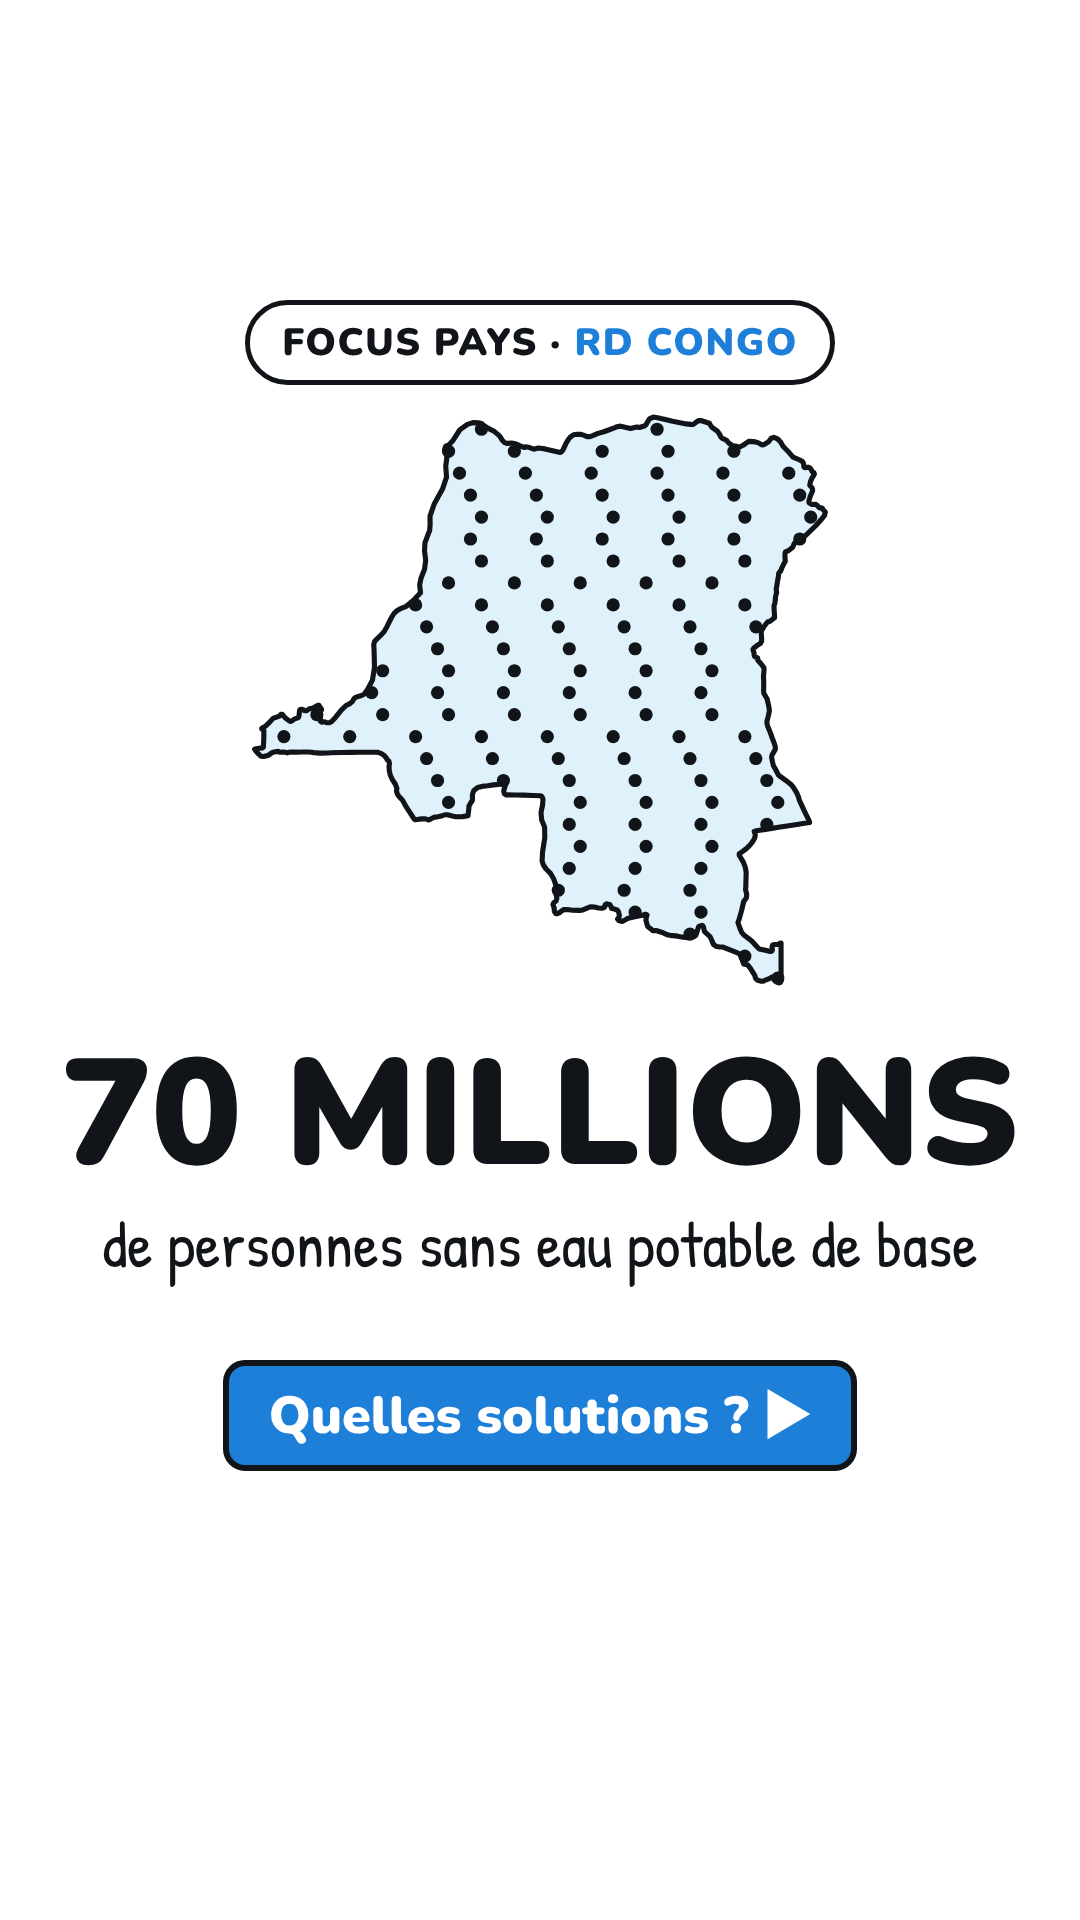 FOCUS PAYS · RD CONGO
70 MILLIONS
de personnes sans eau potable de base
Quelles solutions ?